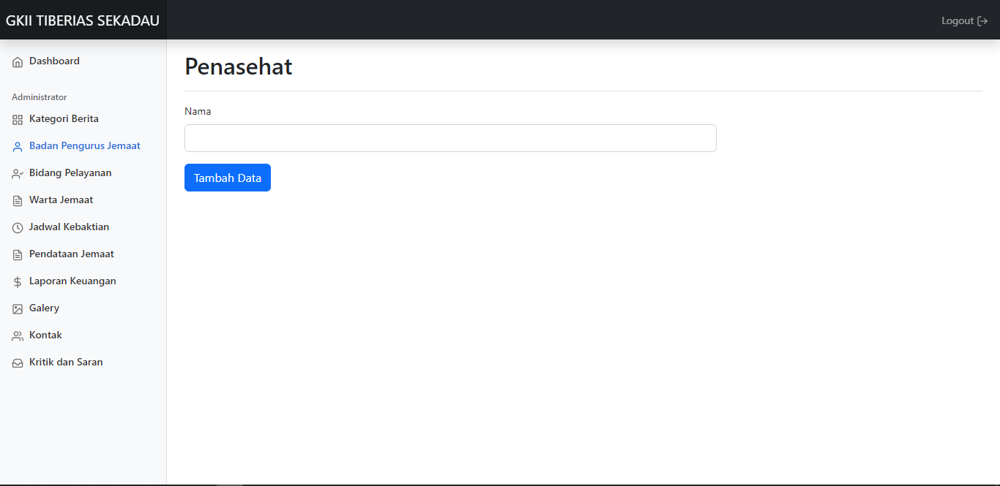 GKII TIBERIAS SEKADAU
Logout
Dashboard
Administrator
Kategori Berita
Badan Pengurus Jemaat
Bidang Pelayanan
Warta Jemaat
Jadwal Kebaktian
Pendataan Jemaat
Laporan Keuangan
Galery
Kontak
Kritik dan Saran
Penasehat
Nama
Tambah Data